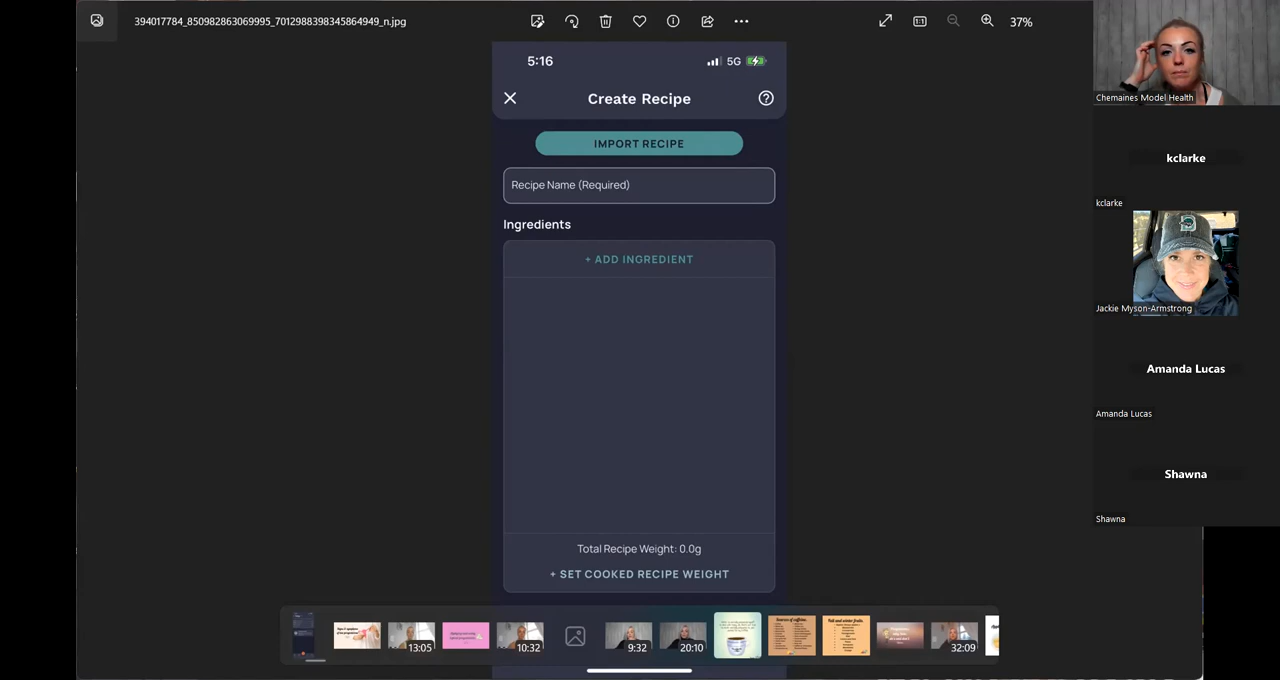 394017784_850982863069995_7012988398345864949_n.jpg
37%
5:16
5G
Create Recipe
IMPORT RECIPE
Recipe Name (Required)
Ingredients
+ ADD INGREDIENT
Total Recipe Weight: 0.0g
+ SET COOKED RECIPE WEIGHT
13:05
10:32
9:32
20:10
32:09
Chemaines Model Health
kclarke
kclarke
Jackie Myson-Armstrong
Amanda Lucas
Amanda Lucas
Shawna
Shawna